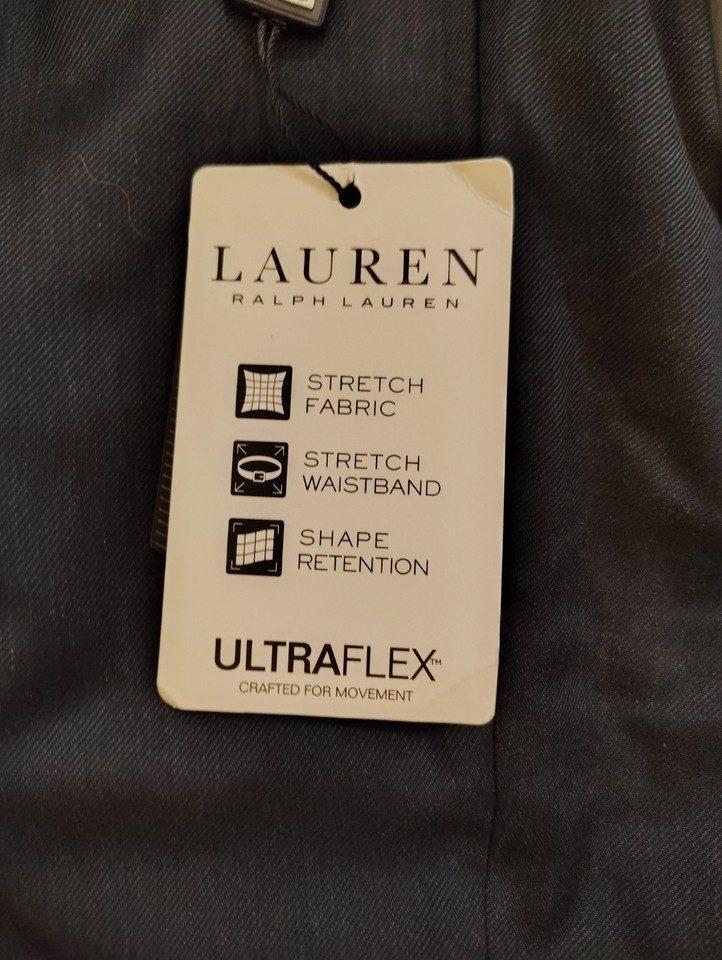 LAUREN
RALPH LAUREN
STRETCH
FABRIC
STRETCH
WAISTBAND
SHAPE
RETENTION
ULTRAFLEX™
CRAFTED FOR MOVEMENT